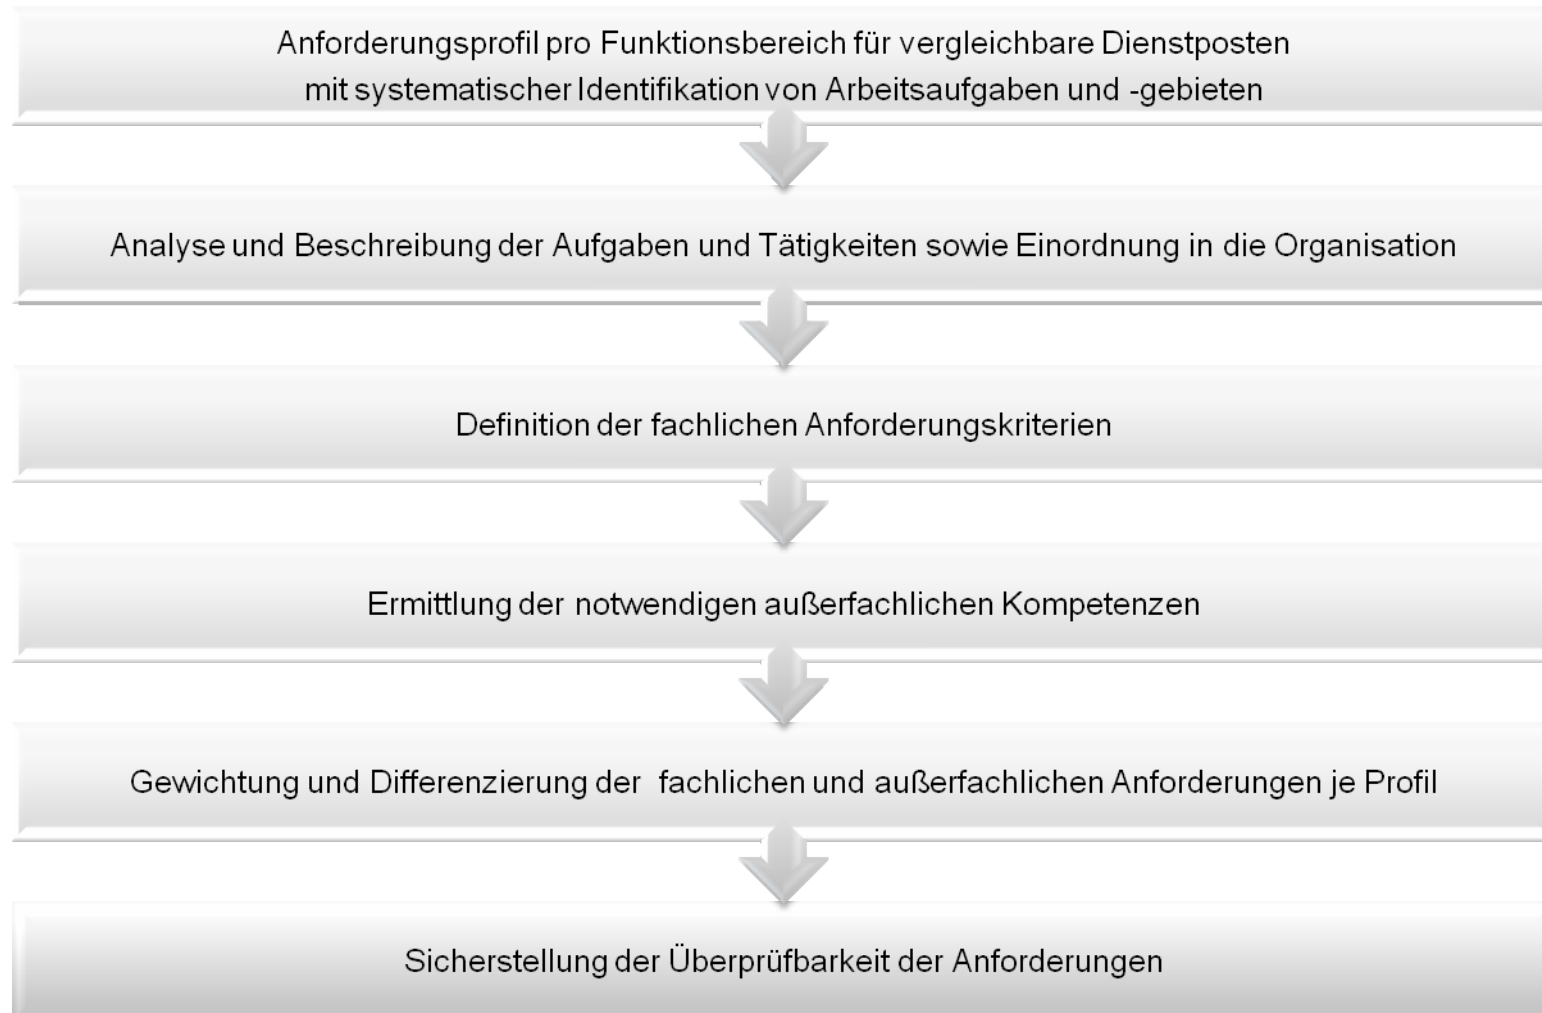 Anforderungsprofil pro Funktionsbereich für vergleichbare Dienstposten
mit systematischer Identifikation von Arbeitsaufgaben und -gebieten
Analyse und Beschreibung der Aufgaben und Tätigkeiten sowie Einordnung in die Organisation
Definition der fachlichen Anforderungskriterien
Ermittlung der notwendigen außerfachlichen Kompetenzen
Gewichtung und Differenzierung der fachlichen und außerfachlichen Anforderungen je Profil
Sicherstellung der Überprüfbarkeit der Anforderungen